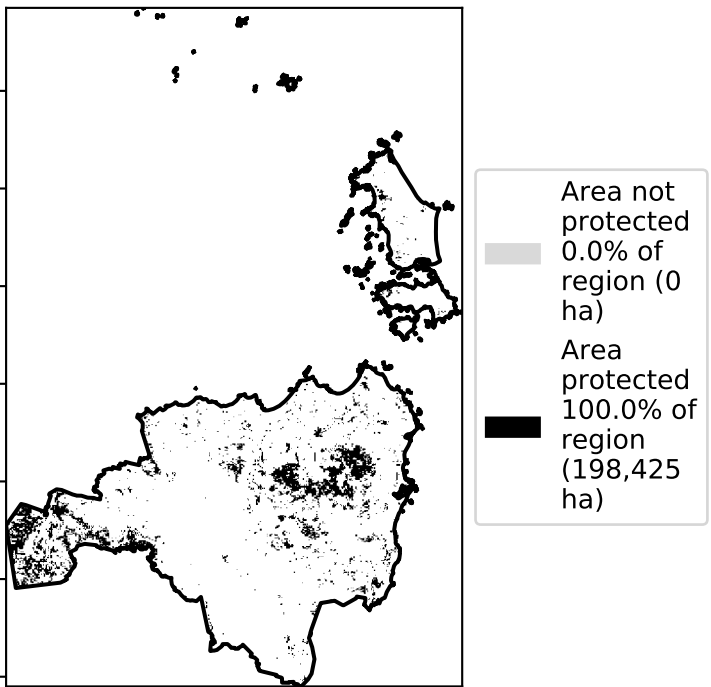 Area not
protected
0.0% of
region (0
ha)
Area
protected
100.0% of
region
(198,425
ha)